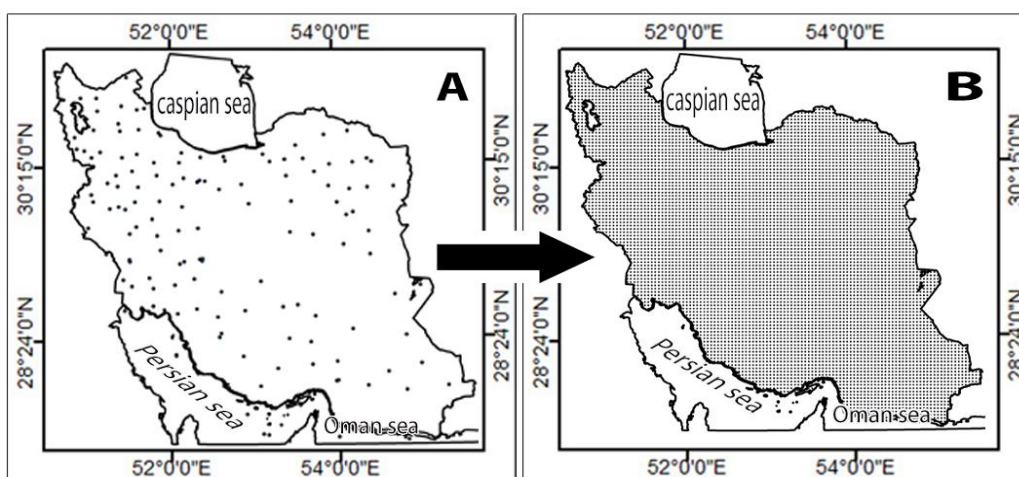 52°0'0"E 54°0'0"E
A
caspian sea
30°15'0"N 30°15'0"N
28°24'0"N 28°24'0"N
Persian sea
Oman sea
52°0'0"E 54°0'0"E
52°0'0"E 54°0'0"E
B
caspian sea
30°15'0"N
28°24'0"N
Persian sea
Oman sea
52°0'0"E 54°0'0"E